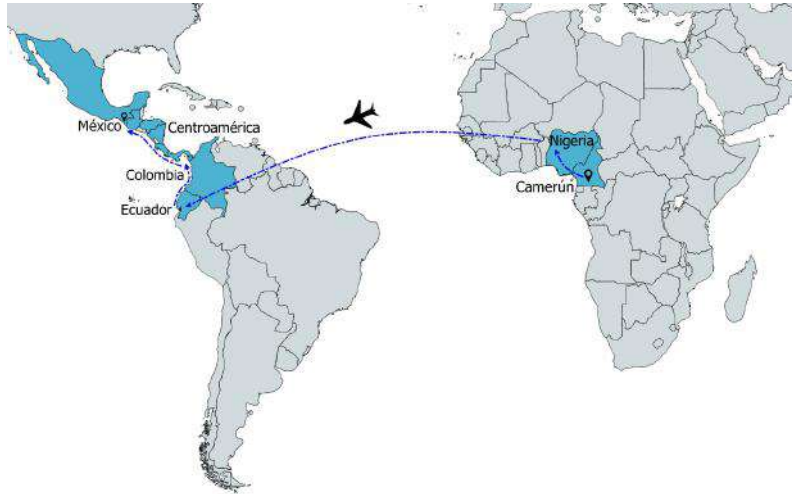 México
Centroamérica
Colombia
Ecuador
Nigeria
Camerún